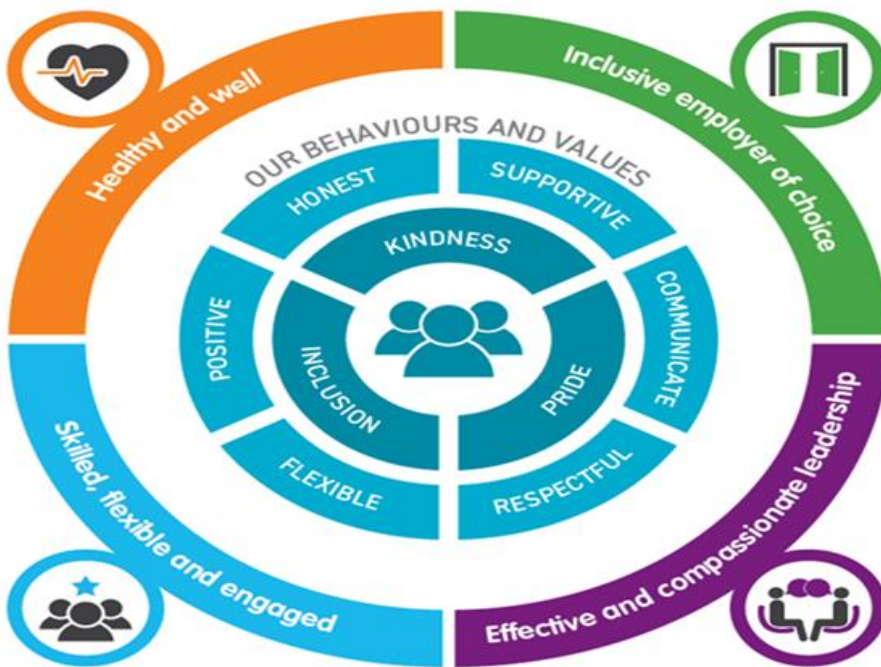 Healthy and well
Inclusive employer of choice
OUR BEHAVIOURS AND VALUES
HONEST
SUPPORTIVE
KINDNESS
POSITIVE
COMMUNICATE
INCLUSION
PRIDE
FLEXIBLE
RESPECTFUL
Skilled, flexible and engaged
Effective and compassionate leadership